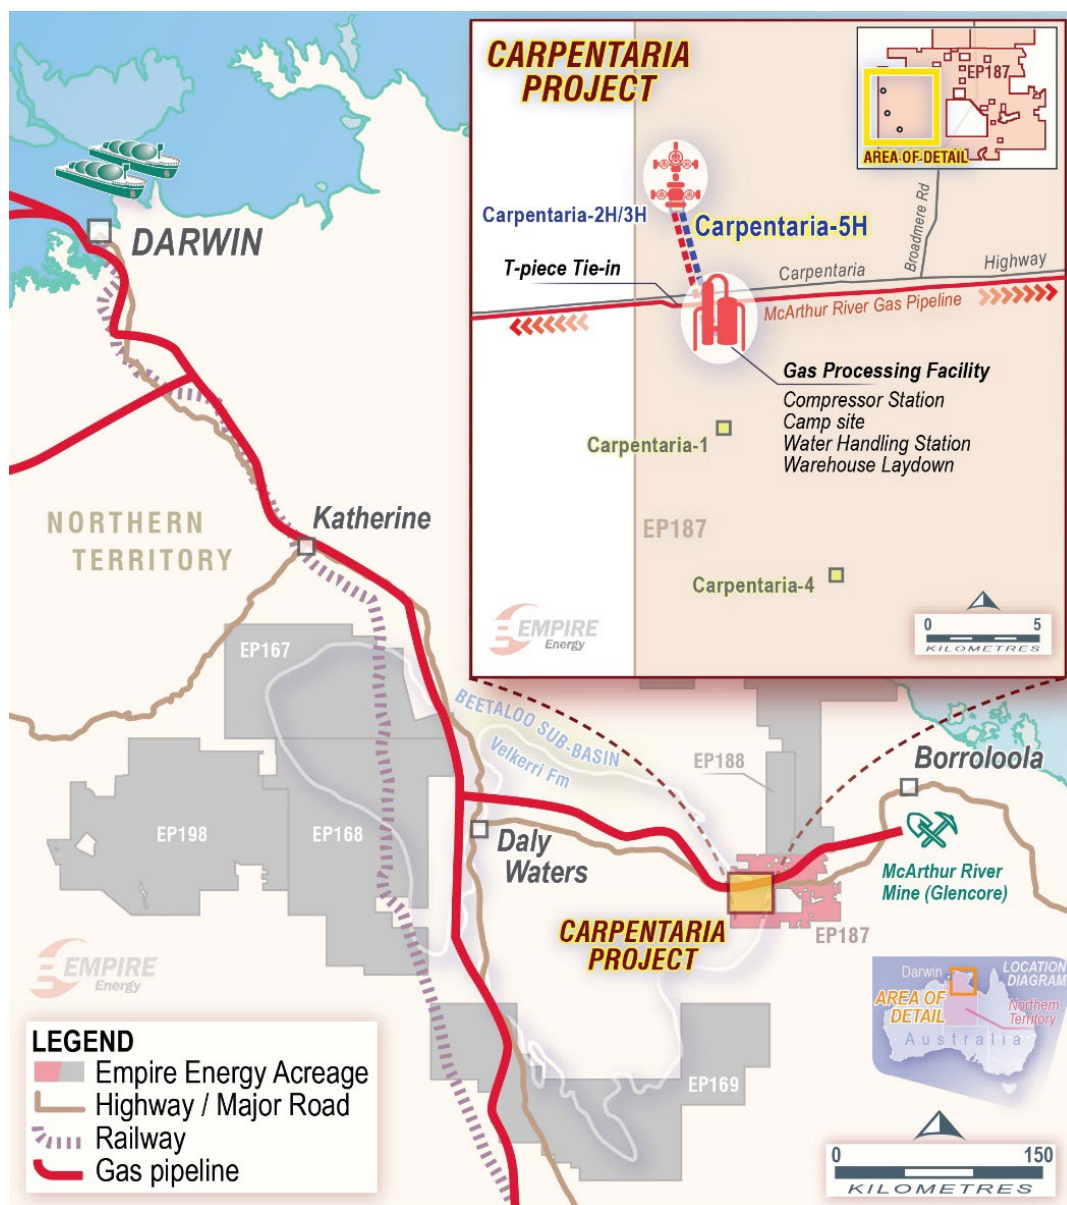 CARPENTARIA
PROJECT
EP187
AREA OF DETAIL
Carpentaria-2H/3H
Carpentaria-5H
Broadmere Rd
T-piece Tie-in
Carpentaria
Highway
McArthur River Gas Pipeline
Gas Processing Facility
Compressor Station
Camp site
Water Handling Station
Warehouse Laydown
Carpentaria-1
EP187
Carpentaria-4
EMPIRE
Energy
0 5
KILOMETRES
DARWIN
NORTHERN
TERRITORY
Katherine
EP167
BEETALOO SUB-BASIN
Velkerri Fm
EP188
Borroloola
EP198
EP168
Daly
Waters
McArthur River
Mine (Glencore)
CARPENTARIA
PROJECT
EP187
EMPIRE
Energy
Darwin
LOCATION
DIAGRAM
AREA OF
DETAIL
Northern
Territory
Australia
EP169
LEGEND
Empire Energy Acreage
Highway / Major Road
Railway
Gas pipeline
0 150
KILOMETRES